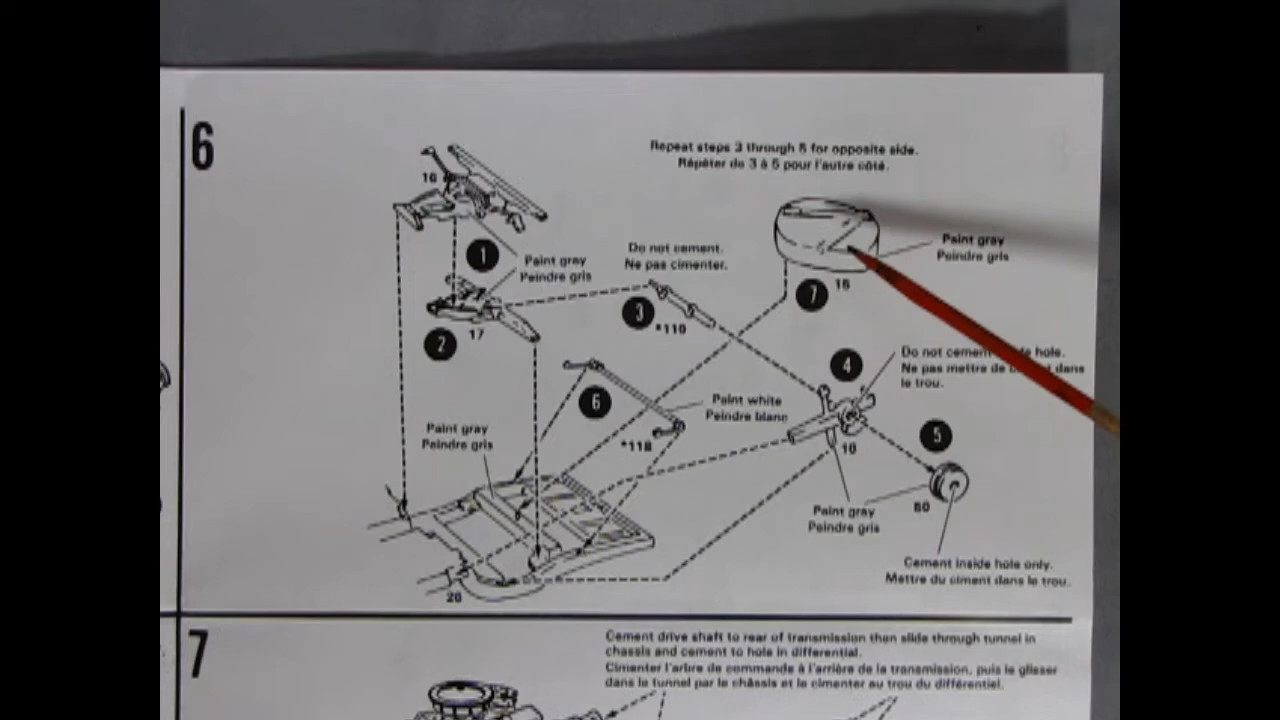 6
Repeat steps 3 through 5 for opposite side.
Répéter de 3 à 5 pour l'autre côté.
16
1
Paint gray
Peindre gris
Do not cement.
Ne pas cimenter.
Paint gray
Peindre gris
7
15
3
*110
2
17
4
Do not cement hole.
Ne pas mettre de dans
le trou.
6
Paint white
Peindre blanc
*118
Paint gray
Peindre gris
5
10
60
Paint gray
Peindre gris
Cement inside hole only.
Mettre du ciment dans le trou.
20
7
Cement drive shaft to rear of transmission then slide through tunnel in
chassis and cement to hole in differential.
Cimenter l'arbre de commande à l'arrière de la transmission, puis le glisser
dans le tunnel par le châssis et le cimenter au trou du différentiel.